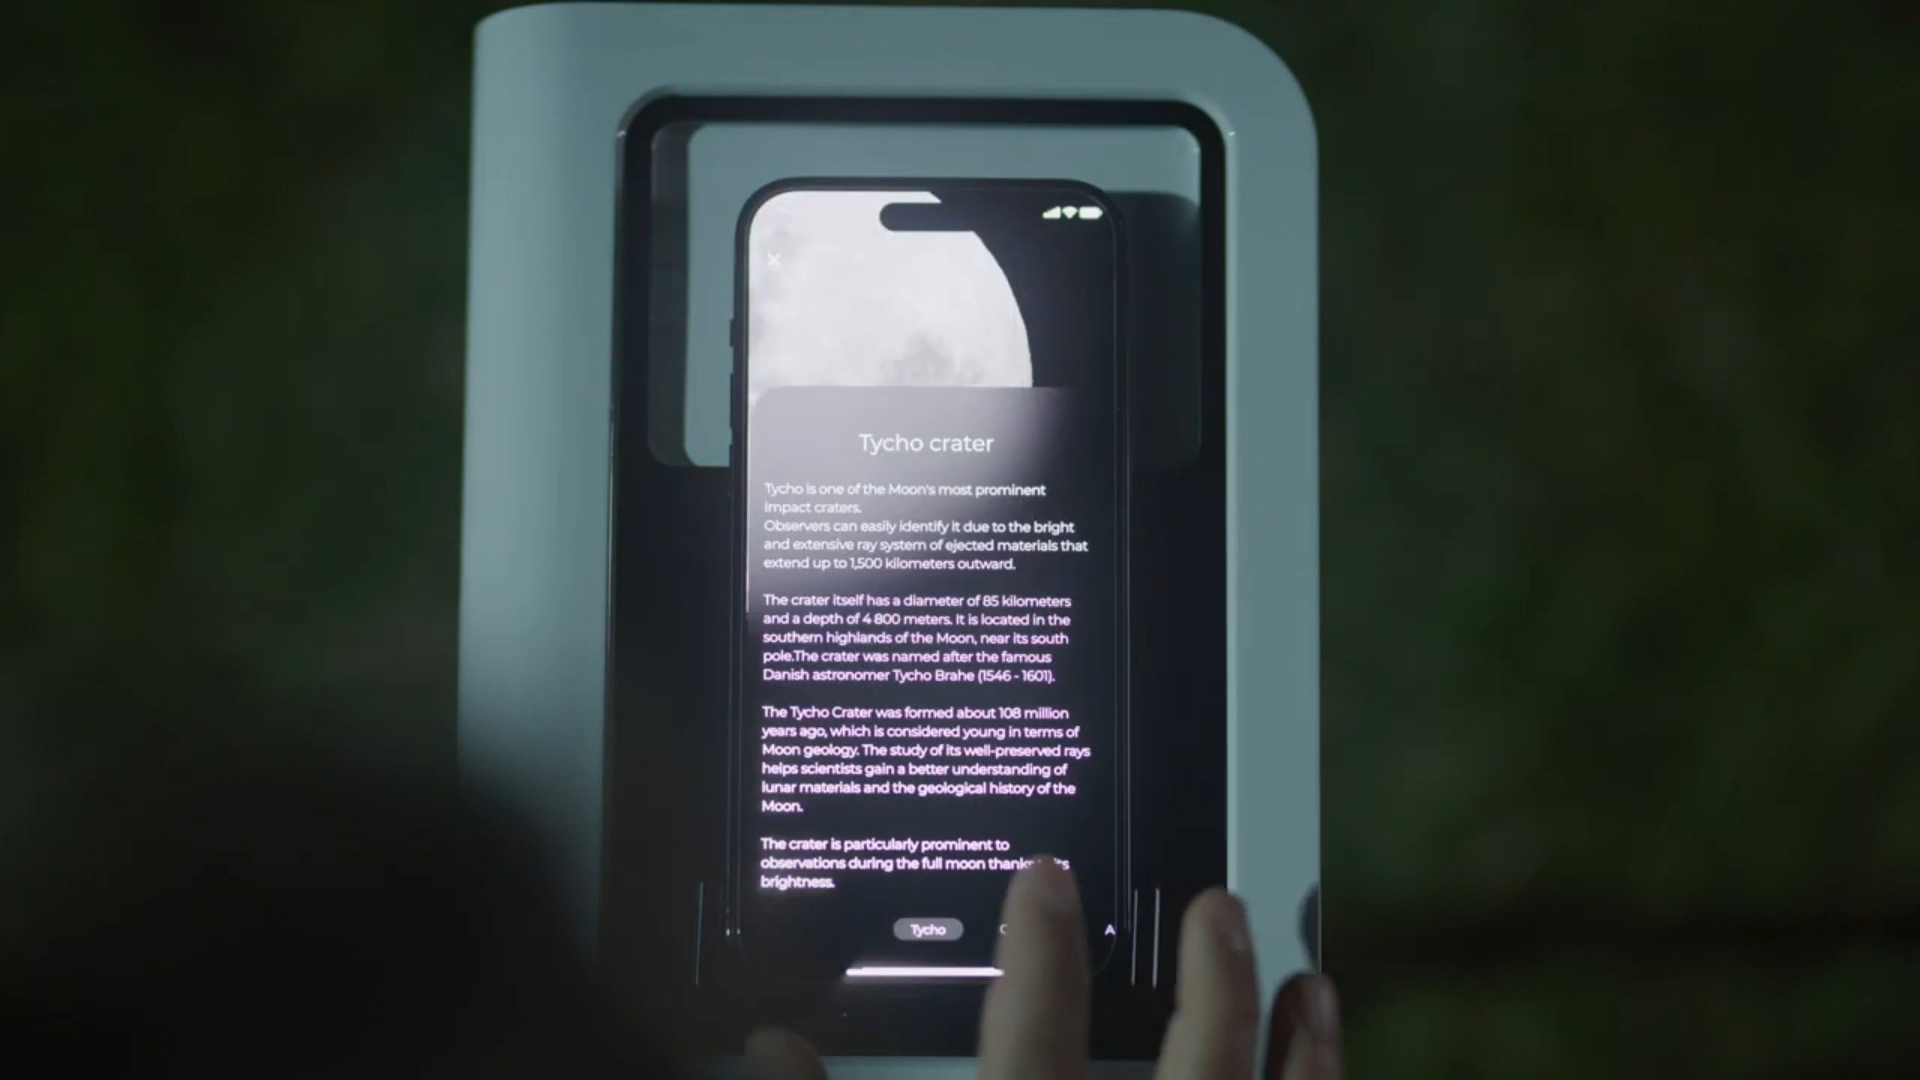 Tycho crater
Tycho is one of the Moon's most prominent
impact craters.
Observers can easily identify it due to the bright
and extensive ray system of ejected materials that
extend up to 1,500 kilometers outward.
The crater itself has a diameter of 85 kilometers
and a depth of 4 800 meters. It is located in the
southern highlands of the Moon, near its south
pole.The crater was named after the famous
Danish astronomer Tycho Brahe (1546 - 1601).
The Tycho Crater was formed about 108 million
years ago, which is considered young in terms of
Moon geology. The study of its well-preserved rays
helps scientists gain a better understanding of
lunar materials and the geological history of the
Moon.
The crater is particularly prominent to
observations during the full moon thanks its
brightness.
Tycho